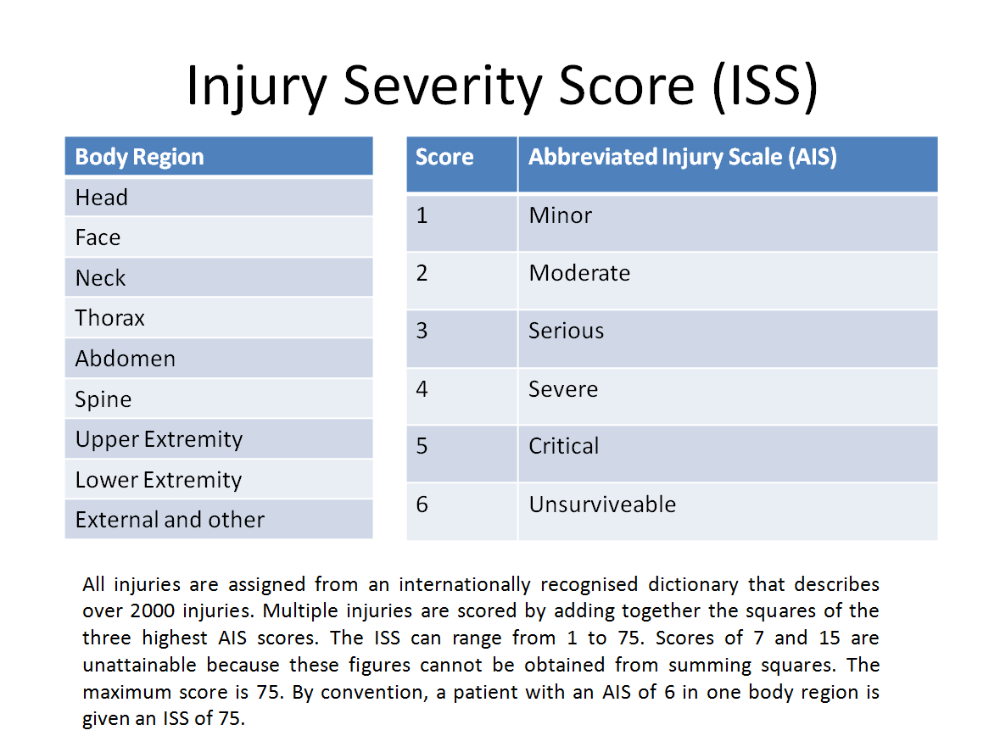 Injury Severity Score (ISS)
Body Region
Head
Face
Neck
Thorax
Abdomen
Spine
Upper Extremity
Lower Extremity
External and other
Score Abbreviated Injury Scale (AIS)
1 Minor
2 Moderate
3 Serious
4 Severe
5 Critical
6 Unsurviveable
All injuries are assigned from an internationally recognised dictionary that describes
over 2000 injuries. Multiple injuries are scored by adding together the squares of the
three highest AIS scores. The ISS can range from 1 to 75. Scores of 7 and 15 are
unattainable because these figures cannot be obtained from summing squares. The
maximum score is 75. By convention, a patient with an AIS of 6 in one body region is
given an ISS of 75.